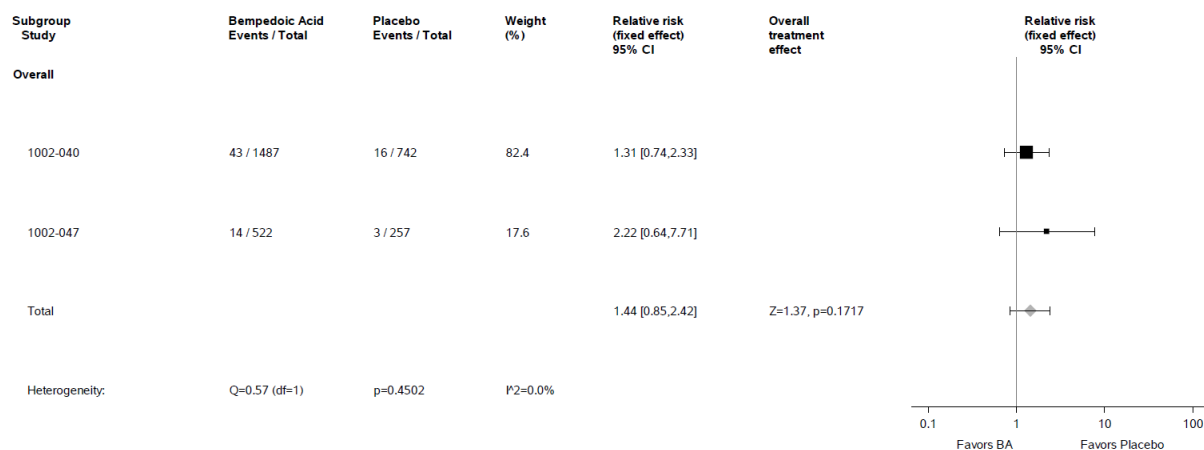 Subgroup Bempedoic Acid Placebo Weight Relative risk Overall Relative risk
Study Events / Total Events / Total (%) (fixed effect) treatment (fixed effect)
95% CI effect 95% CI
Overall
1002-040 43 / 1487 16 / 742 82.4 1.31 [0.74,2.33]
1002-047 14 / 522 3 / 257 17.6 2.22 [0.64,7.71]
Total 1.44 [0.85,2.42] Z=1.37, p=0.1717
Heterogeneity: Q=0.57 (df=1) p=0.4502 I^2=0.0%
0.1 1 10 100
Favors BA Favors Placebo